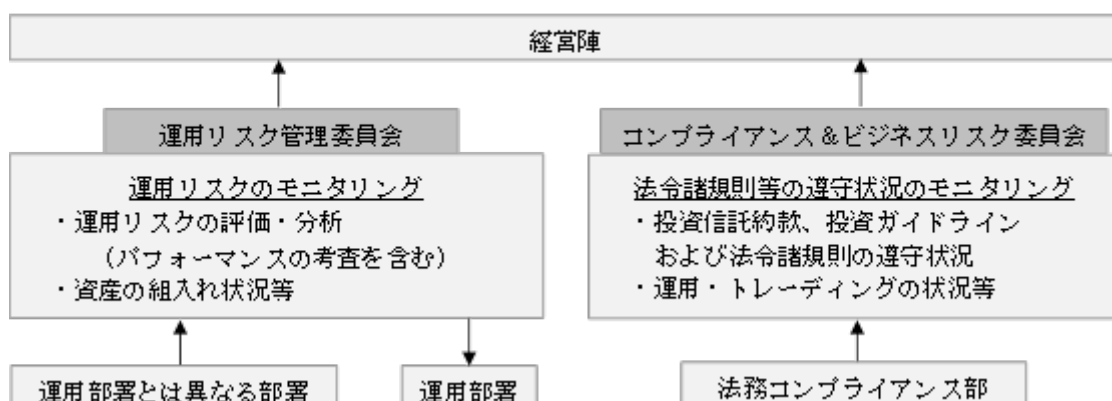 経営陣
運用リスク管理委員会
運用リスクのモニタリング
・運用リスクの評価・分析
（パフォーマンスの考査を含む）
・資産の組入れ状況等
運用部署とは異なる部署
運用部署
コンプライアンス＆ビジネスリスク委員会
法令諸規則等の遵守状況のモニタリング
・投資信託約款、投資ガイドライン
および法令諸規則の遵守状況
・運用・トレーディングの状況等
法務コンプライアンス部